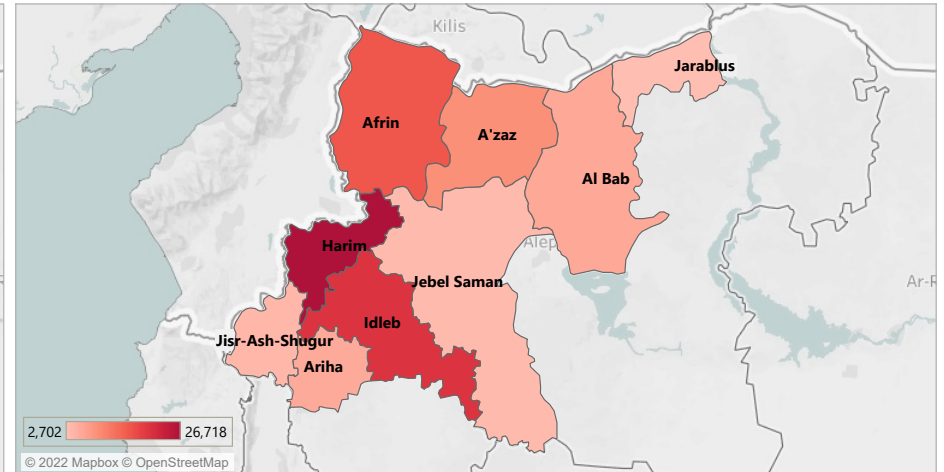 Kilis
Jarablus
Afrin
A'zaz
Al Bab
Harim
Alep
Jebel Saman
Ar-R
Idleb
Jisr-Ash-Shugur
Ariha
2,702
26,718
© 2022 Mapbox © OpenStreetMap